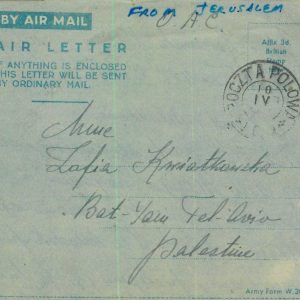 BY AIR MAIL
FROM JERUSALEM
O. A. C.
AIR LETTER
IF ANYTHING IS ENCLOSED
THIS LETTER WILL BE SENT
BY ORDINARY MAIL.
Affix 3d.
British
Stamp
POCZTA POLOWA
10
IV
Mme
Zofia Kwiatkowska
Bat-Yam Tel-Aviv
Palestine
Army Form W.30